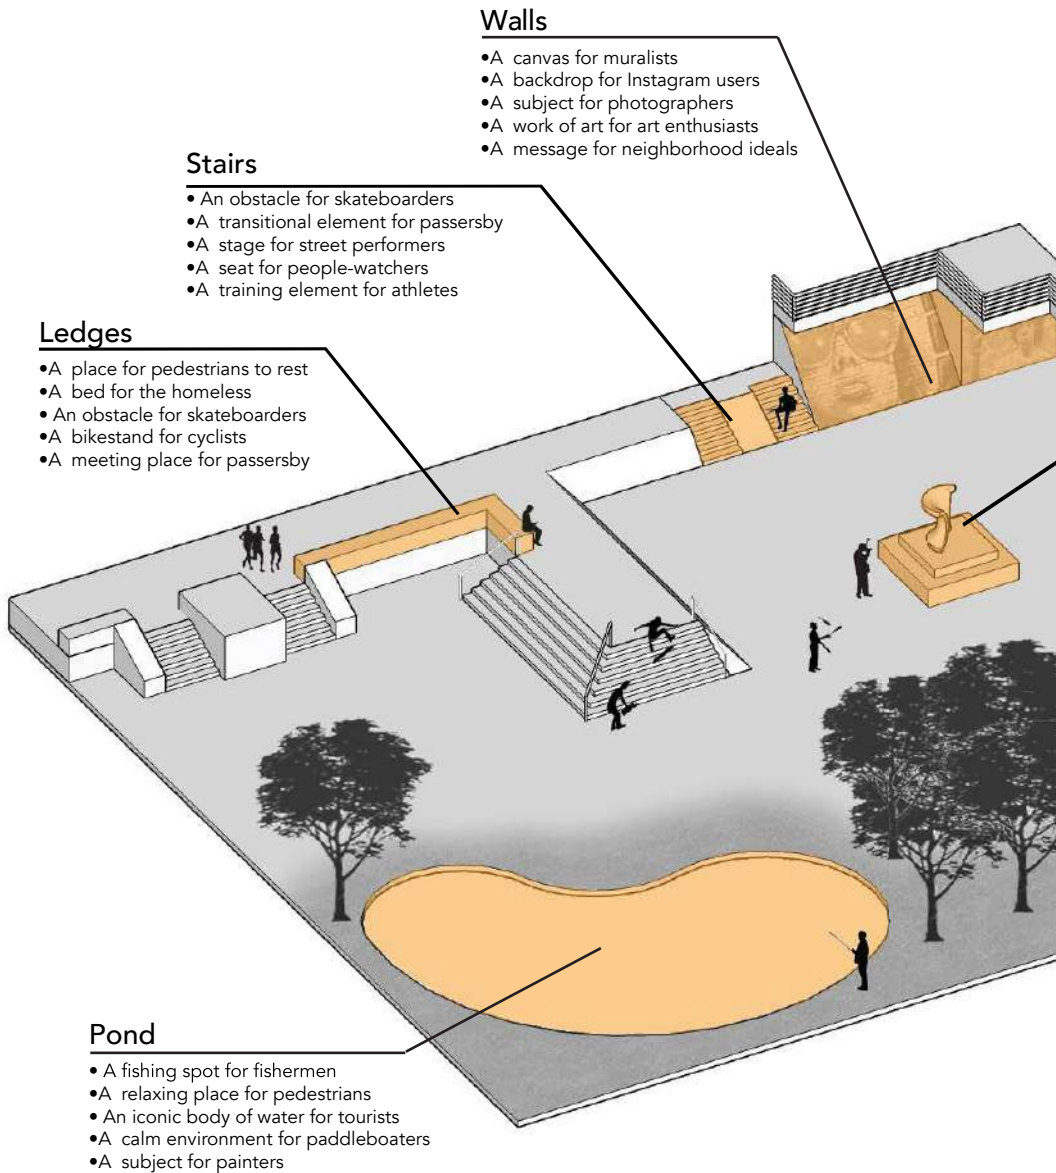 Walls
•A canvas for muralists
•A backdrop for Instagram users
•A subject for photographers
•A work of art for art enthusiasts
•A message for neighborhood ideals
Stairs
• An obstacle for skateboarders
•A transitional element for passersby
•A stage for street performers
•A seat for people-watchers
•A training element for athletes
Ledges
•A place for pedestrians to rest
•A bed for the homeless
• An obstacle for skateboarders
•A bikestand for cyclists
•A meeting place for passersby
Pond
• A fishing spot for fishermen
•A relaxing place for pedestrians
• An iconic body of water for tourists
•A calm environment for paddleboaters
•A subject for painters